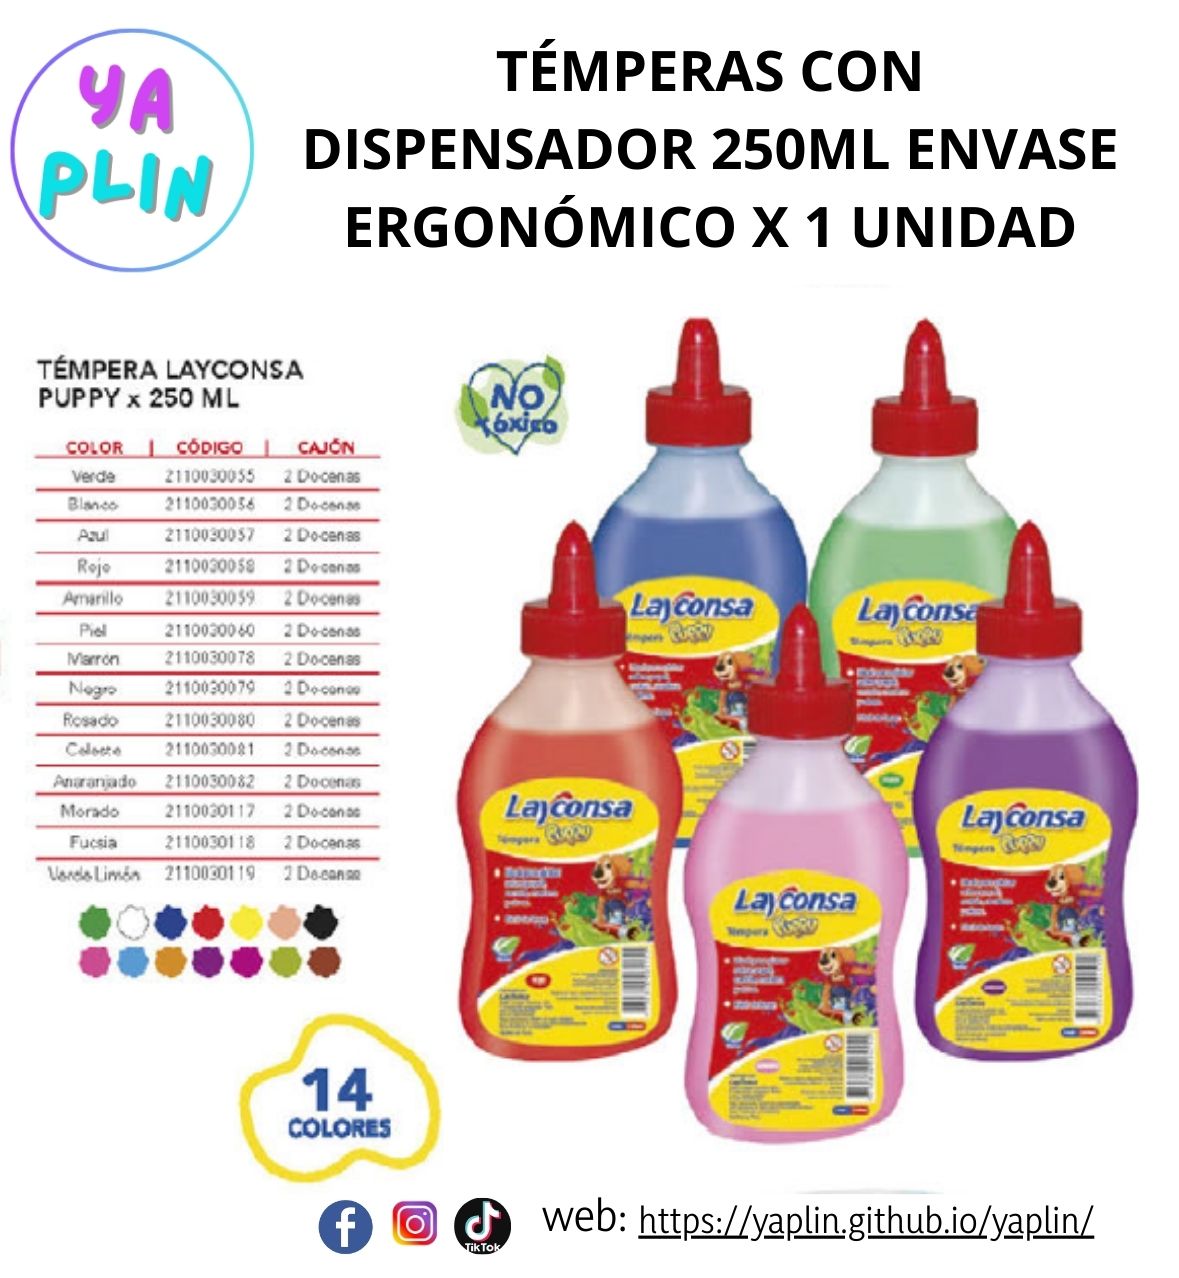 YA
PLIN
TÉMPERAS CON
DISPENSADOR 250ML ENVASE
ERGONÓMICO X 1 UNIDAD
TÉMPERA LAYCONSA
PUPPY x 250 ML
COLOR | CÓDIGO | CAJÓN
Verde 2110030055 2 Docenas
Blanco 2110030056 2 Docenas
Azul 2110030057 2 Docenas
Rojo 2110030058 2 Docenas
Amarillo 2110030059 2 Docenas
Piel 2110030060 2 Docenas
Marrón 2110030078 2 Docenas
Negro 2110030079 2 Docenas
Rosado 2110030080 2 Docenas
Celeste 2110030081 2 Docenas
Anaranjado 2110030082 2 Docenas
Morado 2110030117 2 Docenas
Fucsia 2110030118 2 Docenas
Verde Limón 2110030119 2 Docenas
14
COLORES
NO
tóxico
Layconsa
Témpera Puppy
Layconsa
Témpera Puppy
Layconsa
Témpera Puppy
Layconsa
Témpera Puppy
Layconsa
Témpera Puppy
TikTok
web: https://yaplin.github.io/yaplin/